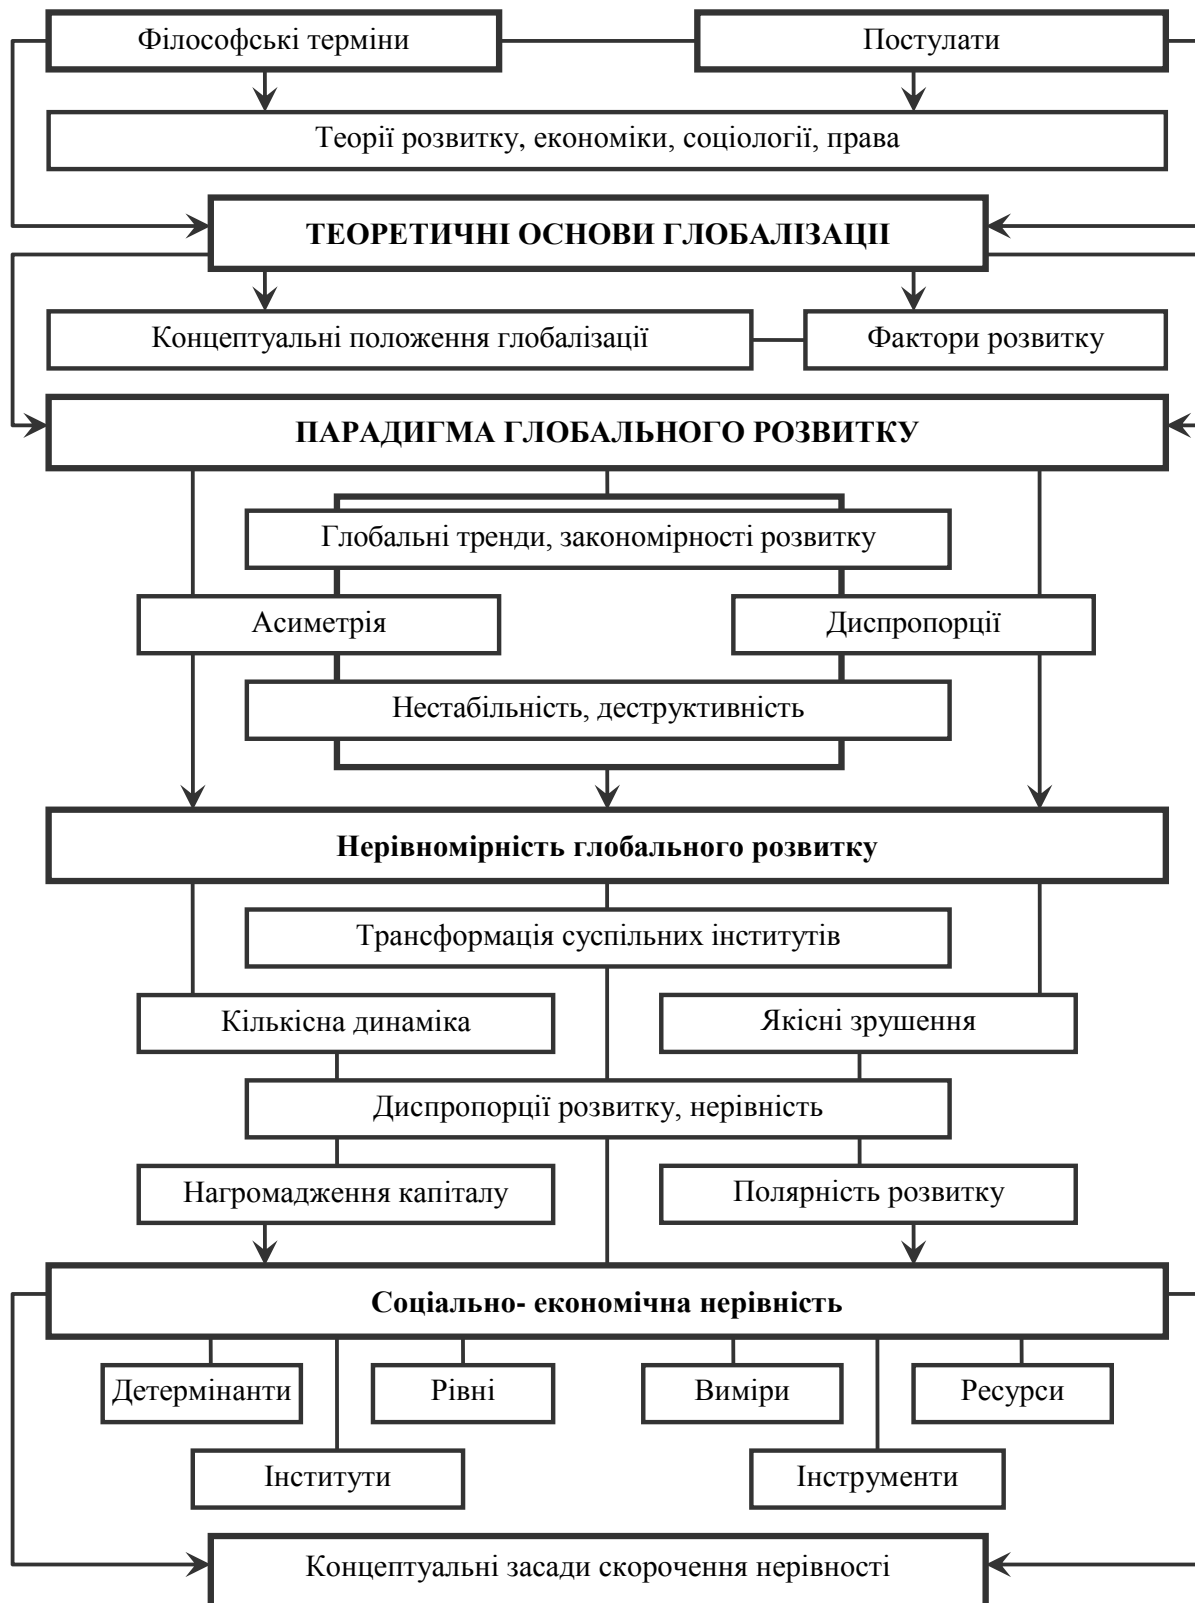 Філософські терміни
Постулати
Теорії розвитку, економіки, соціології, права
ТЕОРЕТИЧНІ ОСНОВИ ГЛОБАЛІЗАЦІІ
Концептуальні положення глобалізації
Фактори розвитку
ПАРАДИГМА ГЛОБАЛЬНОГО РОЗВИТКУ
Глобальні тренди, закономірності розвитку
Асиметрія
Диспропорції
Нестабільність, деструктивність
Нерівномірність глобального розвитку
Трансформація суспільних інститутів
Кількісна динаміка
Якісні зрушення
Диспропорції розвитку, нерівність
Нагромадження капіталу
Полярність розвитку
Соціально- економічна нерівність
Детермінанти
Рівні
Виміри
Ресурси
Інститути
Інструменти
Концептуальні засади скорочення нерівності